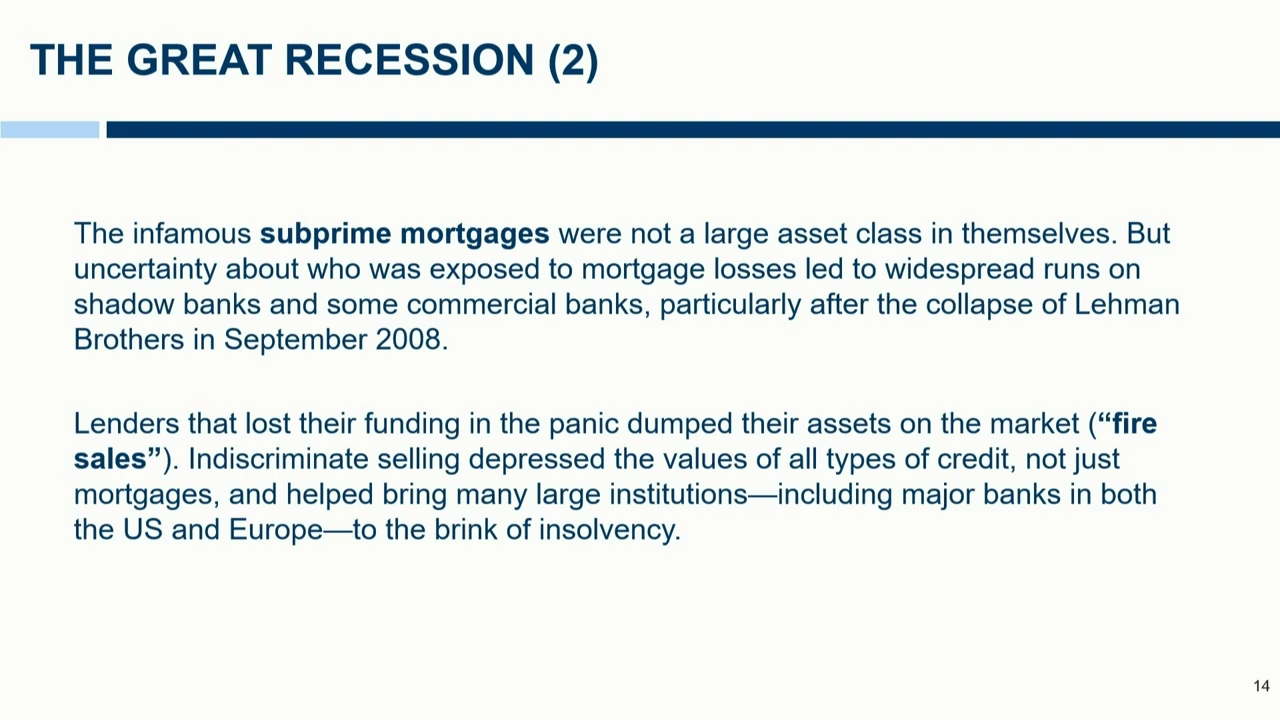 THE GREAT RECESSION (2)
The infamous subprime mortgages were not a large asset class in themselves. But
uncertainty about who was exposed to mortgage losses led to widespread runs on
shadow banks and some commercial banks, particularly after the collapse of Lehman
Brothers in September 2008.
Lenders that lost their funding in the panic dumped their assets on the market (“fire
sales”). Indiscriminate selling depressed the values of all types of credit, not just
mortgages, and helped bring many large institutions—including major banks in both
the US and Europe—to the brink of insolvency.
14